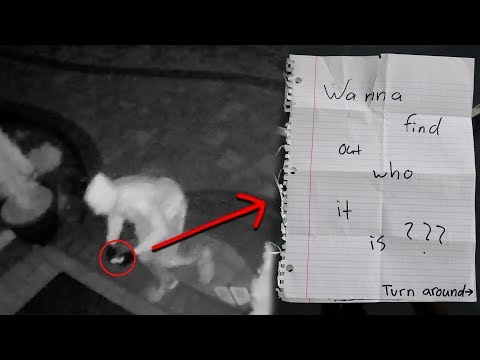 Wanna
find
out who
it
is ???
Turn around→